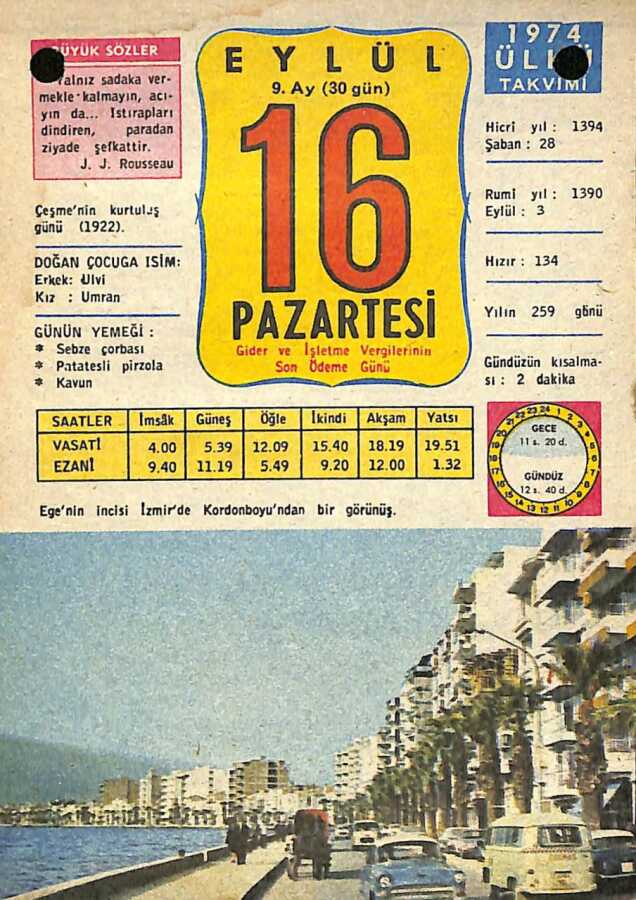 BÜYÜK SÖZLER
Yalnız sadaka ver-
mekle kalmayın, acı-
yın da... Istırapları
dindiren, paradan
ziyade şefkattir.
J. J. Rousseau
Çeşme'nin kurtuluş
günü (1922).
DOĞAN ÇOCUGA ISİM:
Erkek: Ulvi
Kız : Umran
GÜNÜN YEMEĞİ :
* Sebze çorbası
* Patatesli pirzola
* Kavun
EYLÜL
9. Ay (30 gün)
16
PAZARTESİ
Gider ve İşletme Vergilerinin
Son Ödeme Günü
1974
ÜLKÜ
TAKVİMİ
Hicrî yıl : 1394
Şaban : 28
Rumi yıl : 1390
Eylül : 3
Hızır : 134
Yılın 259 günü
Gündüzün kısalma-
sı : 2 dakika
SAATLER İmsâk Güneş Öğle İkindi Akşam Yatsı
VASATİ 4.00 5.39 12.09 15.40 18.19 19.51
EZANİ 9.40 11.19 5.49 9.20 12.00 1.32
GECE
11 s. 20 d.
GÜNDÜZ
12 s. 40 d.
Ege'nin incisi İzmir'de Kordonboyu'ndan bir görünüş.